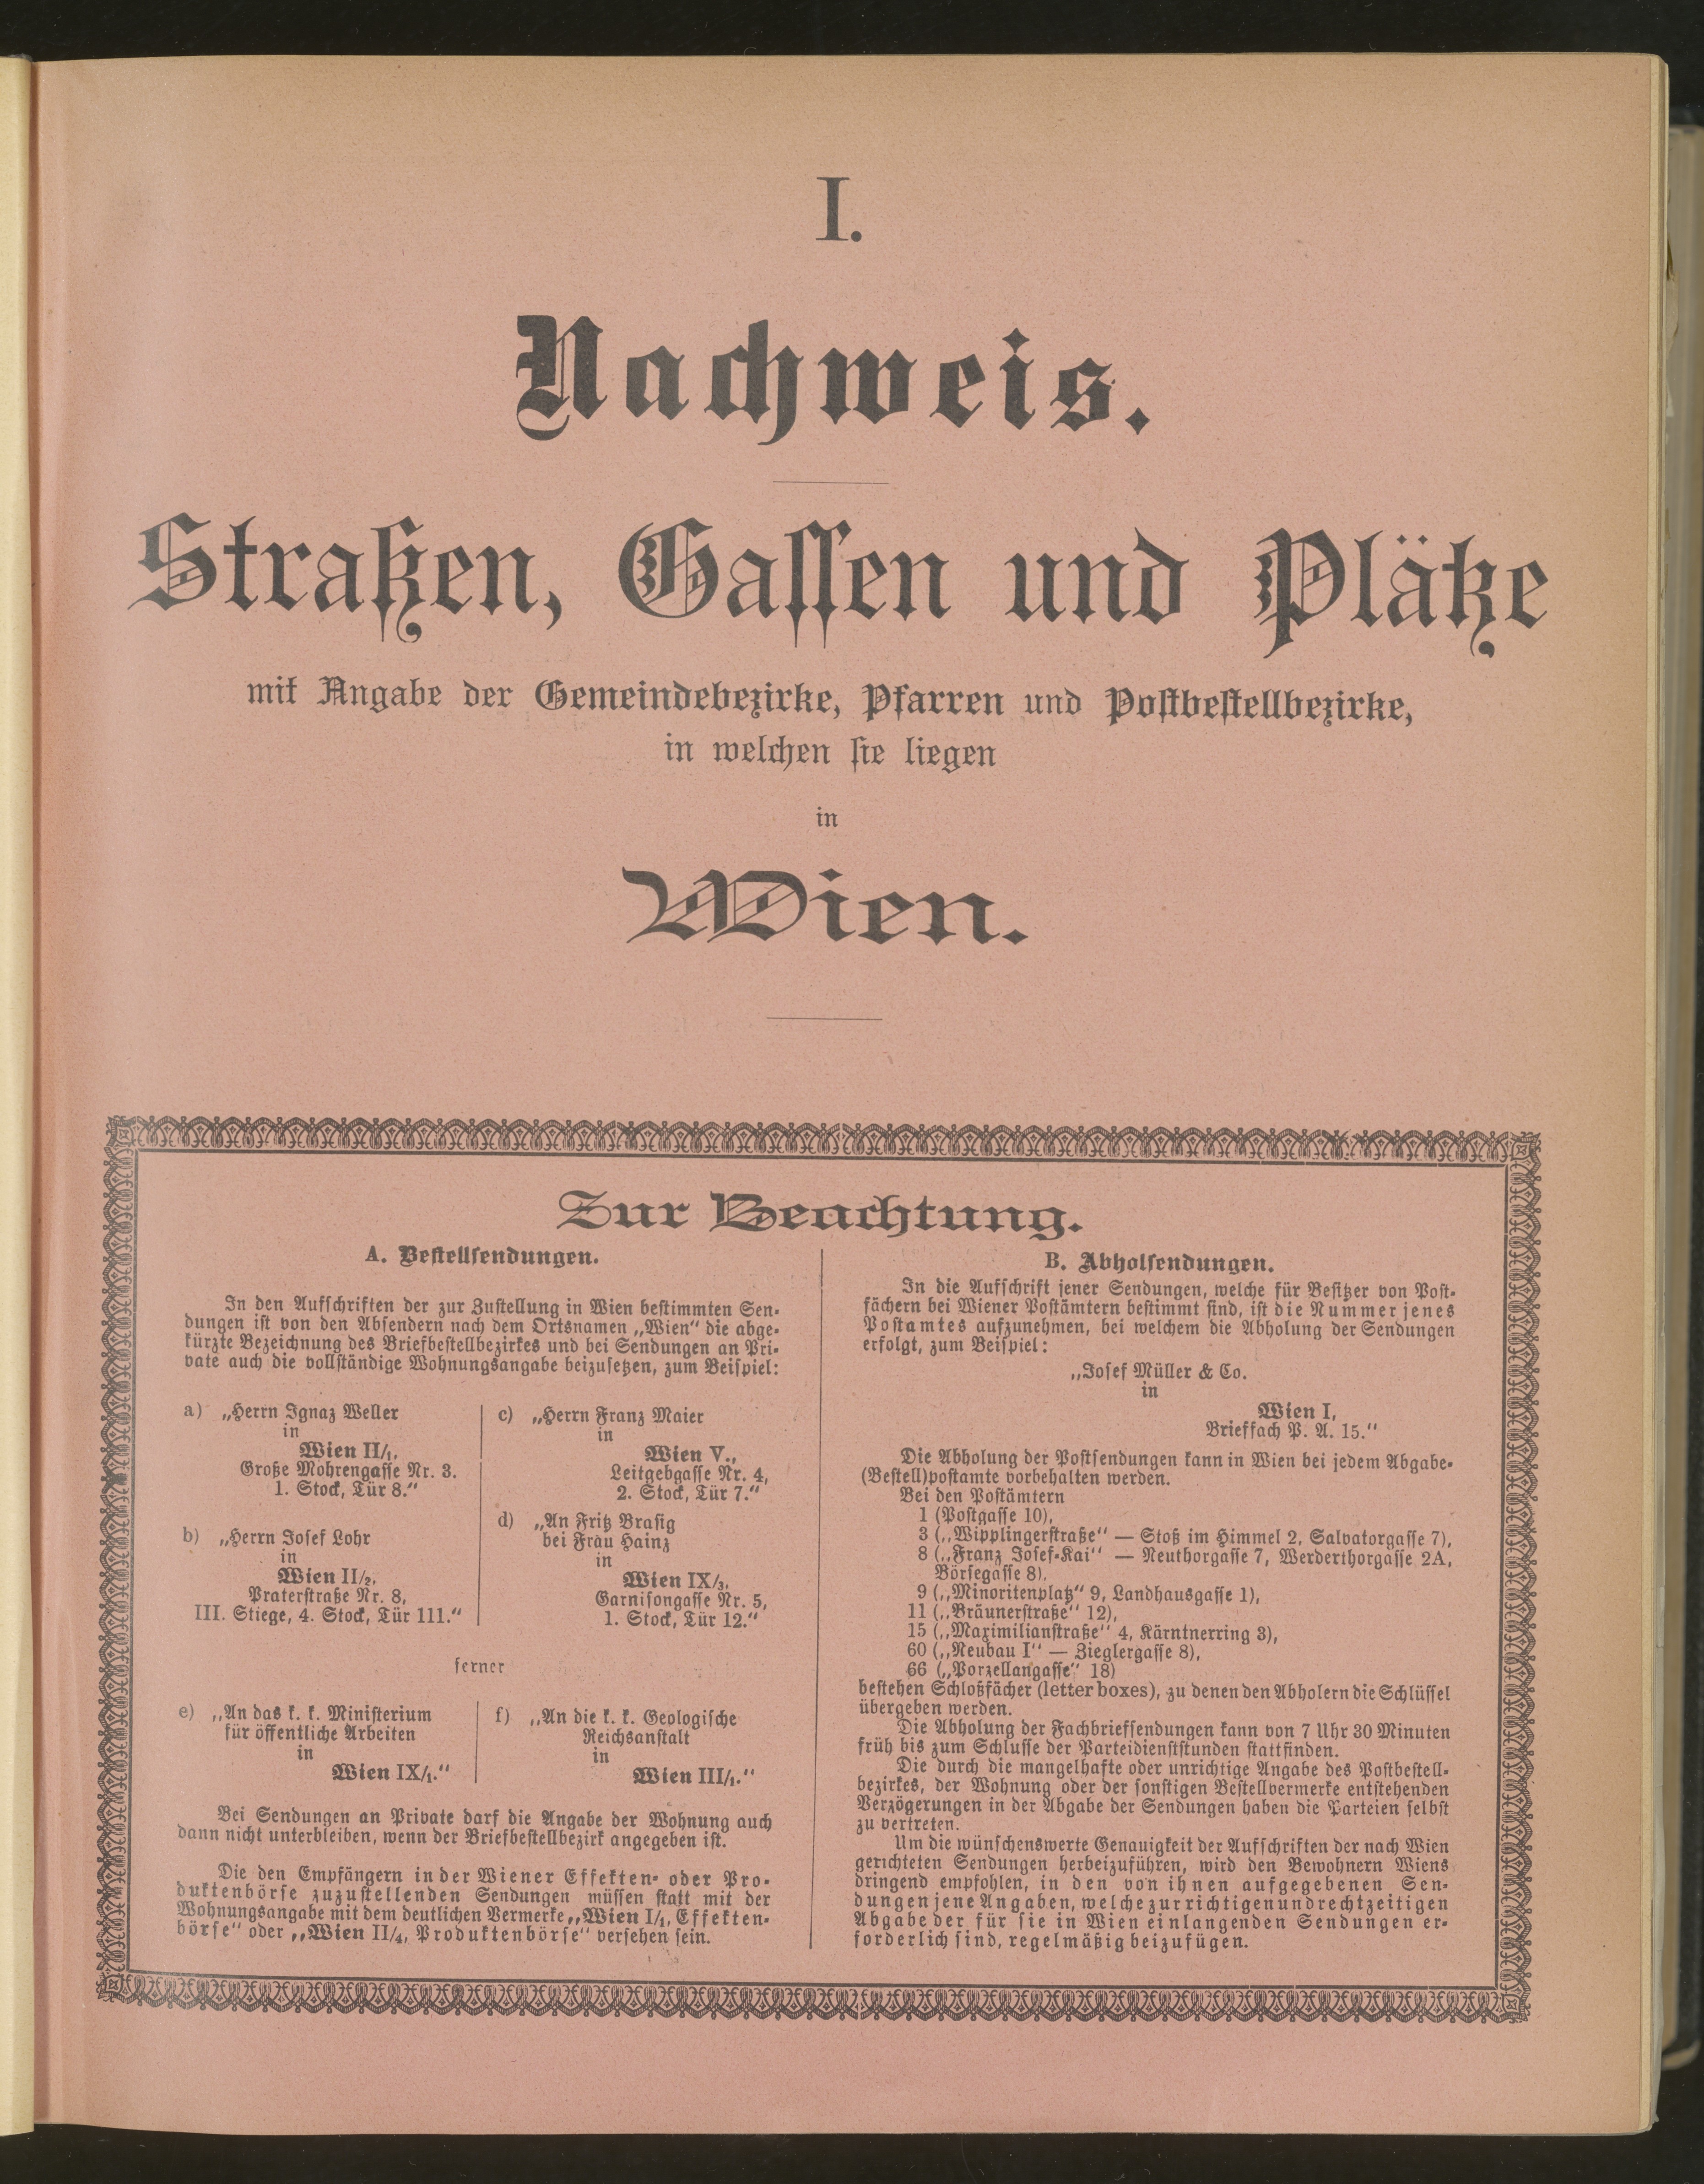 I.
Nachweis.
Straßen, Gassen und Plätze
mit Angabe der Gemeindebezirke, Pfarren und Postbestellbezirke,
in welchen sie liegen
in
Wien.
Zur Beachtung.
A. Bestellsendungen.
In den Aufschriften der zur Zustellung in Wien bestimmten Sen-
dungen ist von den Absendern nach dem Ortsnamen „Wien“ die abge-
kürzte Bezeichnung des Briefbestellbezirkes und bei Sendungen an Pri-
vate auch die vollständige Wohnungsangabe beizusetzen, zum Beispiel:
a) „Herrn Ignaz Weller
in
Wien II/1,
Große Mohrengasse Nr. 3.
1. Stock, Tür 8.“
b) „Herrn Josef Lohr
in
Wien II/2,
Praterstraße Nr. 8,
III. Stiege, 4. Stock, Tür 111.“
c) „Herrn Franz Maier
in
Wien V.,
Leitgebgasse Nr. 4,
2. Stock, Tür 7.“
d) „An Fritz Brasig
bei Frau Hainz
in
Wien IX/3,
Garnisongasse Nr. 5,
1. Stock, Tür 12.“
ferner
e) „An das k. k. Ministerium
für öffentliche Arbeiten
in
Wien IX/1.“
f) „An die k. k. Geologische
Reichsanstalt
in
Wien III/1.“
Bei Sendungen an Private darf die Angabe der Wohnung auch
dann nicht unterbleiben, wenn der Briefbestellbezirk angegeben ist.
Die den Empfängern in der Wiener Effekten- oder Pro-
duktenbörse zuzustellenden Sendungen müssen statt mit der
Wohnungsangabe mit dem deutlichen Vermerke „Wien I/1, Effekten-
börse“ oder „Wien II/4, Produktenbörse“ versehen sein.
B. Abholsendungen.
In die Aufschrift jener Sendungen, welche für Besitzer von Post-
fächern bei Wiener Postämtern bestimmt sind, ist die Nummer jenes
Postamtes aufzunehmen, bei welchem die Abholung der Sendungen
erfolgt, zum Beispiel:
„Josef Müller & Co.
in
Wien I,
Brieffach P. A. 15.“
Die Abholung der Postsendungen kann in Wien bei jedem Abgabe-
(Bestell)postamte vorbehalten werden.
Bei den Postämtern
1 (Postgasse 10),
3 („Wipplingerstraße“ — Stoß im Himmel 2, Salvatorgasse 7),
8 („Franz Josef-Kai“ — Neuthorgasse 7, Werderthorgasse 2A,
Börsegasse 8).
9 („Minoritenplatz“ 9, Landhausgasse 1),
11 („Bräunerstraße“ 12),
15 („Maximilianstraße“ 4, Kärntnerring 3),
60 („Neubau I“ — Zieglergasse 8),
66 („Porzellangasse“ 18)
bestehen Schloßfächer (letter boxes), zu denen den Abholern die Schlüssel
übergeben werden.
Die Abholung der Fachbriefsendungen kann von 7 Uhr 30 Minuten
früh bis zum Schlusse der Parteidienststunden stattfinden.
Die durch die mangelhafte oder unrichtige Angabe des Postbestell-
bezirkes, der Wohnung oder der sonstigen Bestellvermerke entstehenden
Verzögerungen in der Abgabe der Sendungen haben die Parteien selbst
zu vertreten.
Um die wünschenswerte Genauigkeit der Aufschriften der nach Wien
gerichteten Sendungen herbeizuführen, wird den Bewohnern Wiens
dringend empfohlen, in den von ihnen aufgegebenen Sen-
dungen jene Angaben, welche zur richtigen und rechtzeitigen
Abgabe der für sie in Wien einlangenden Sendungen er-
forderlich sind, regelmäßig beizufügen.